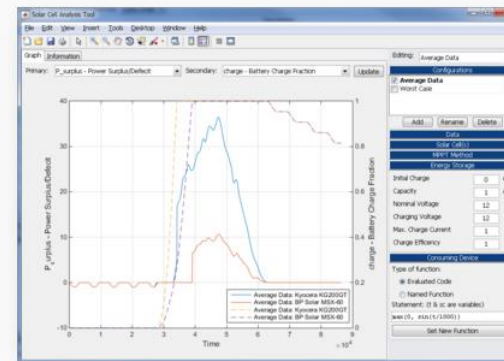 Solar Cell Analysis Tool
File Edit View Insert Tools Desktop Window Help
Graph Information
Primary: P_surplus - Power Surplus/Defecit Secondary: charge - Battery Charge Fraction Update
40
30
20
10
0
-10
P_surplus - Power Surplus/Defecit
1
0.8
0.6
0.4
0.2
0
charge - Battery Charge Fraction
0 1 2 3 4 5 6 7 8 9 10
Time
× 10⁴
Average Data: Kyocera KG200GT
Average Data: BP Solar MSX-60
Average Data: Kyocera KG200GT
Average Data: BP Solar MSX-60
Editing: Average Data
Configurations
Average Data
Worst Case
Add Rename Delete
Data
Solar Cell(s)
MPPT Method
Energy Storage
Initial Charge 0
Capacity 1
Nominal Voltage 12
Charging Voltage 12
Max. Charge Current 1
Charge Efficiency 1
Consuming Device
Type of function:
Evaluated Code
Named Function
Statement: (t & sc are variables)
max(0, sin(t/1000))
Set New Function